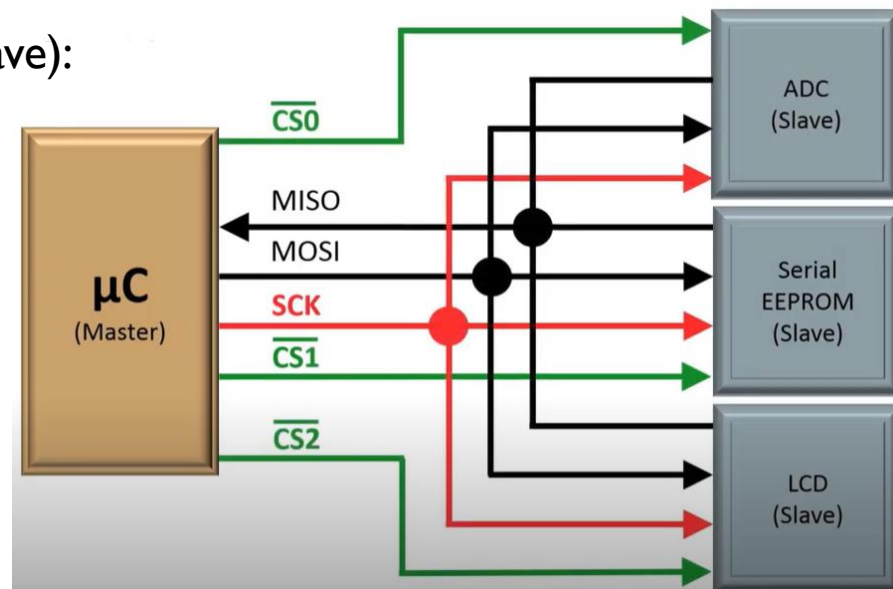 ave):
CS0
MISO
MOSI
SCK
CS1
CS2
µC
(Master)
ADC
(Slave)
Serial
EEPROM
(Slave)
LCD
(Slave)